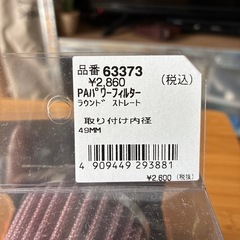 品番 63373
¥2,860 (税込)
PAパワーフィルター
ラウンド ストレート
取り付け内径
49MM
4 909449 293881
¥2,600 (税抜)